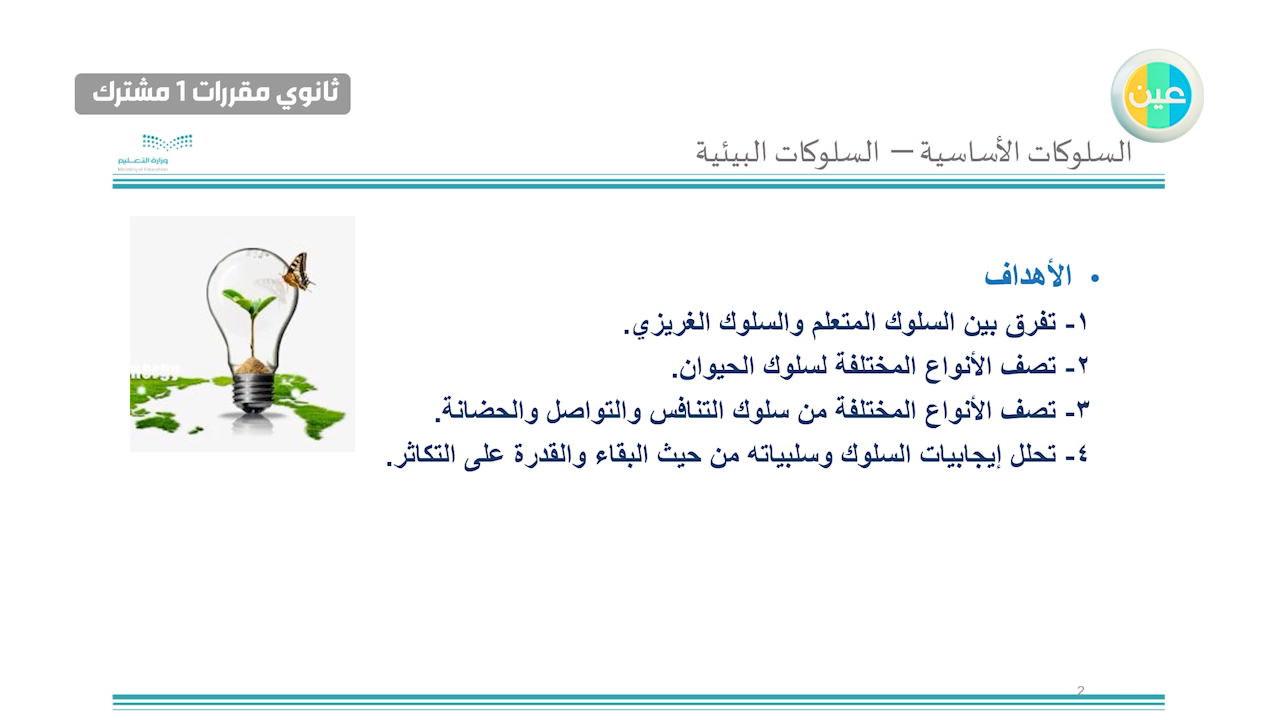 ثانوي مقررات 1 مشترك
عين
السلوكات الأساسية – السلوكات البيئية
وزارة التعليم
Ministry of Education
• الأهداف
١- تفرق بين السلوك المتعلم والسلوك الغريزي.
٢- تصف الأنواع المختلفة لسلوك الحيوان.
٣- تصف الأنواع المختلفة من سلوك التنافس والتواصل والحضانة.
٤- تحلل إيجابيات السلوك وسلبياته من حيث البقاء والقدرة على التكاثر.
2